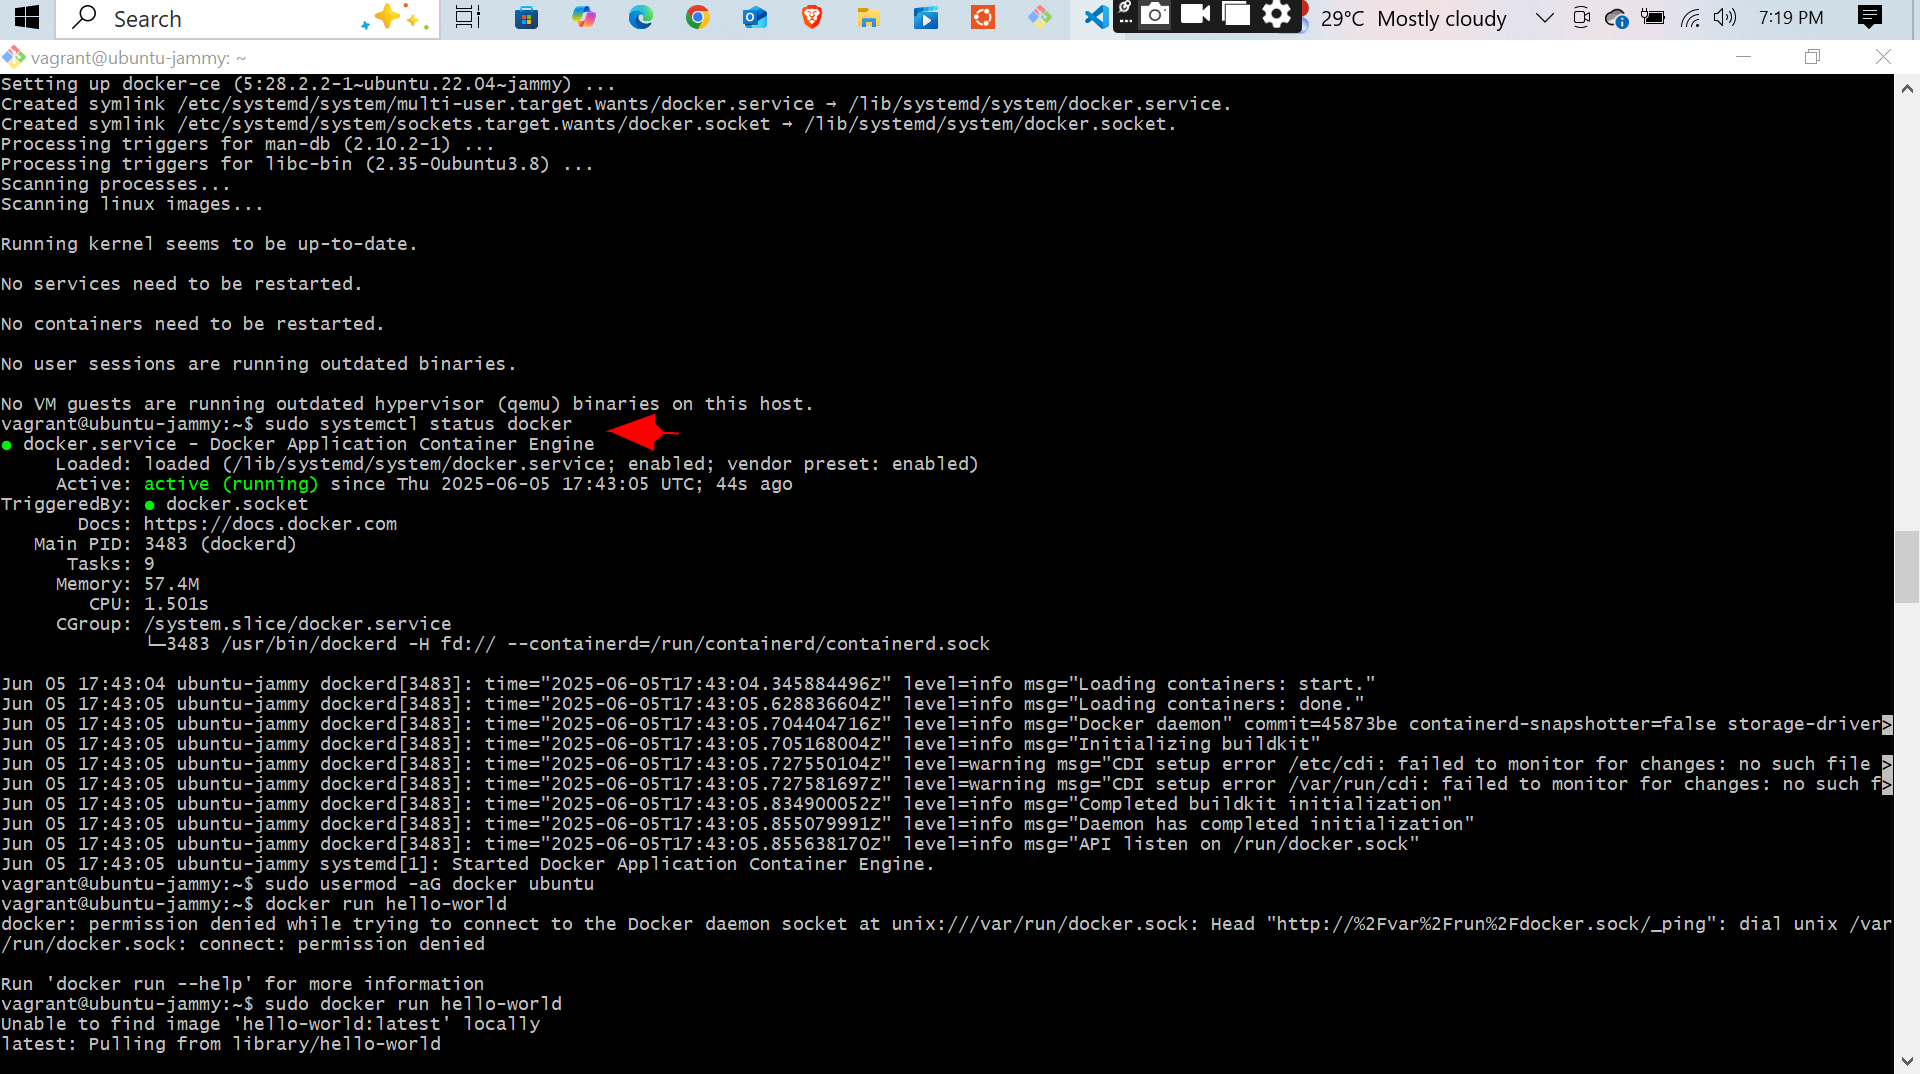 Search
29°C Mostly cloudy
7:19 PM
vagrant@ubuntu-jammy: ~
Setting up docker-ce (5:28.2.2-1~ubuntu.22.04~jammy) ...
Created symlink /etc/systemd/system/multi-user.target.wants/docker.service → /lib/systemd/system/docker.service.
Created symlink /etc/systemd/system/sockets.target.wants/docker.socket → /lib/systemd/system/docker.socket.
Processing triggers for man-db (2.10.2-1) ...
Processing triggers for libc-bin (2.35-0ubuntu3.8) ...
Scanning processes...
Scanning linux images...
Running kernel seems to be up-to-date.
No services need to be restarted.
No containers need to be restarted.
No user sessions are running outdated binaries.
No VM guests are running outdated hypervisor (qemu) binaries on this host.
vagrant@ubuntu-jammy:~$ sudo systemctl status docker
● docker.service - Docker Application Container Engine
Loaded: loaded (/lib/systemd/system/docker.service; enabled; vendor preset: enabled)
Active: active (running) since Thu 2025-06-05 17:43:05 UTC; 44s ago
TriggeredBy: ● docker.socket
Docs: https://docs.docker.com
Main PID: 3483 (dockerd)
Tasks: 9
Memory: 57.4M
CPU: 1.501s
CGroup: /system.slice/docker.service
└─3483 /usr/bin/dockerd -H fd:// --containerd=/run/containerd/containerd.sock
Jun 05 17:43:04 ubuntu-jammy dockerd[3483]: time="2025-06-05T17:43:04.345884496Z" level=info msg="Loading containers: start."
Jun 05 17:43:05 ubuntu-jammy dockerd[3483]: time="2025-06-05T17:43:05.628836604Z" level=info msg="Loading containers: done."
Jun 05 17:43:05 ubuntu-jammy dockerd[3483]: time="2025-06-05T17:43:05.704404716Z" level=info msg="Docker daemon" commit=45873be containerd-snapshotter=false storage-driver>
Jun 05 17:43:05 ubuntu-jammy dockerd[3483]: time="2025-06-05T17:43:05.705168004Z" level=info msg="Initializing buildkit"
Jun 05 17:43:05 ubuntu-jammy dockerd[3483]: time="2025-06-05T17:43:05.727550104Z" level=warning msg="CDI setup error /etc/cdi: failed to monitor for changes: no such file >
Jun 05 17:43:05 ubuntu-jammy dockerd[3483]: time="2025-06-05T17:43:05.727581697Z" level=warning msg="CDI setup error /var/run/cdi: failed to monitor for changes: no such f>
Jun 05 17:43:05 ubuntu-jammy dockerd[3483]: time="2025-06-05T17:43:05.834900052Z" level=info msg="Completed buildkit initialization"
Jun 05 17:43:05 ubuntu-jammy dockerd[3483]: time="2025-06-05T17:43:05.855079991Z" level=info msg="Daemon has completed initialization"
Jun 05 17:43:05 ubuntu-jammy dockerd[3483]: time="2025-06-05T17:43:05.855638170Z" level=info msg="API listen on /run/docker.sock"
Jun 05 17:43:05 ubuntu-jammy systemd[1]: Started Docker Application Container Engine.
vagrant@ubuntu-jammy:~$ sudo usermod -aG docker ubuntu
vagrant@ubuntu-jammy:~$ docker run hello-world
docker: permission denied while trying to connect to the Docker daemon socket at unix:///var/run/docker.sock: Head "http://%2Fvar%2Frun%2Fdocker.sock/_ping": dial unix /var
/run/docker.sock: connect: permission denied
Run 'docker run --help' for more information
vagrant@ubuntu-jammy:~$ sudo docker run hello-world
Unable to find image 'hello-world:latest' locally
latest: Pulling from library/hello-world